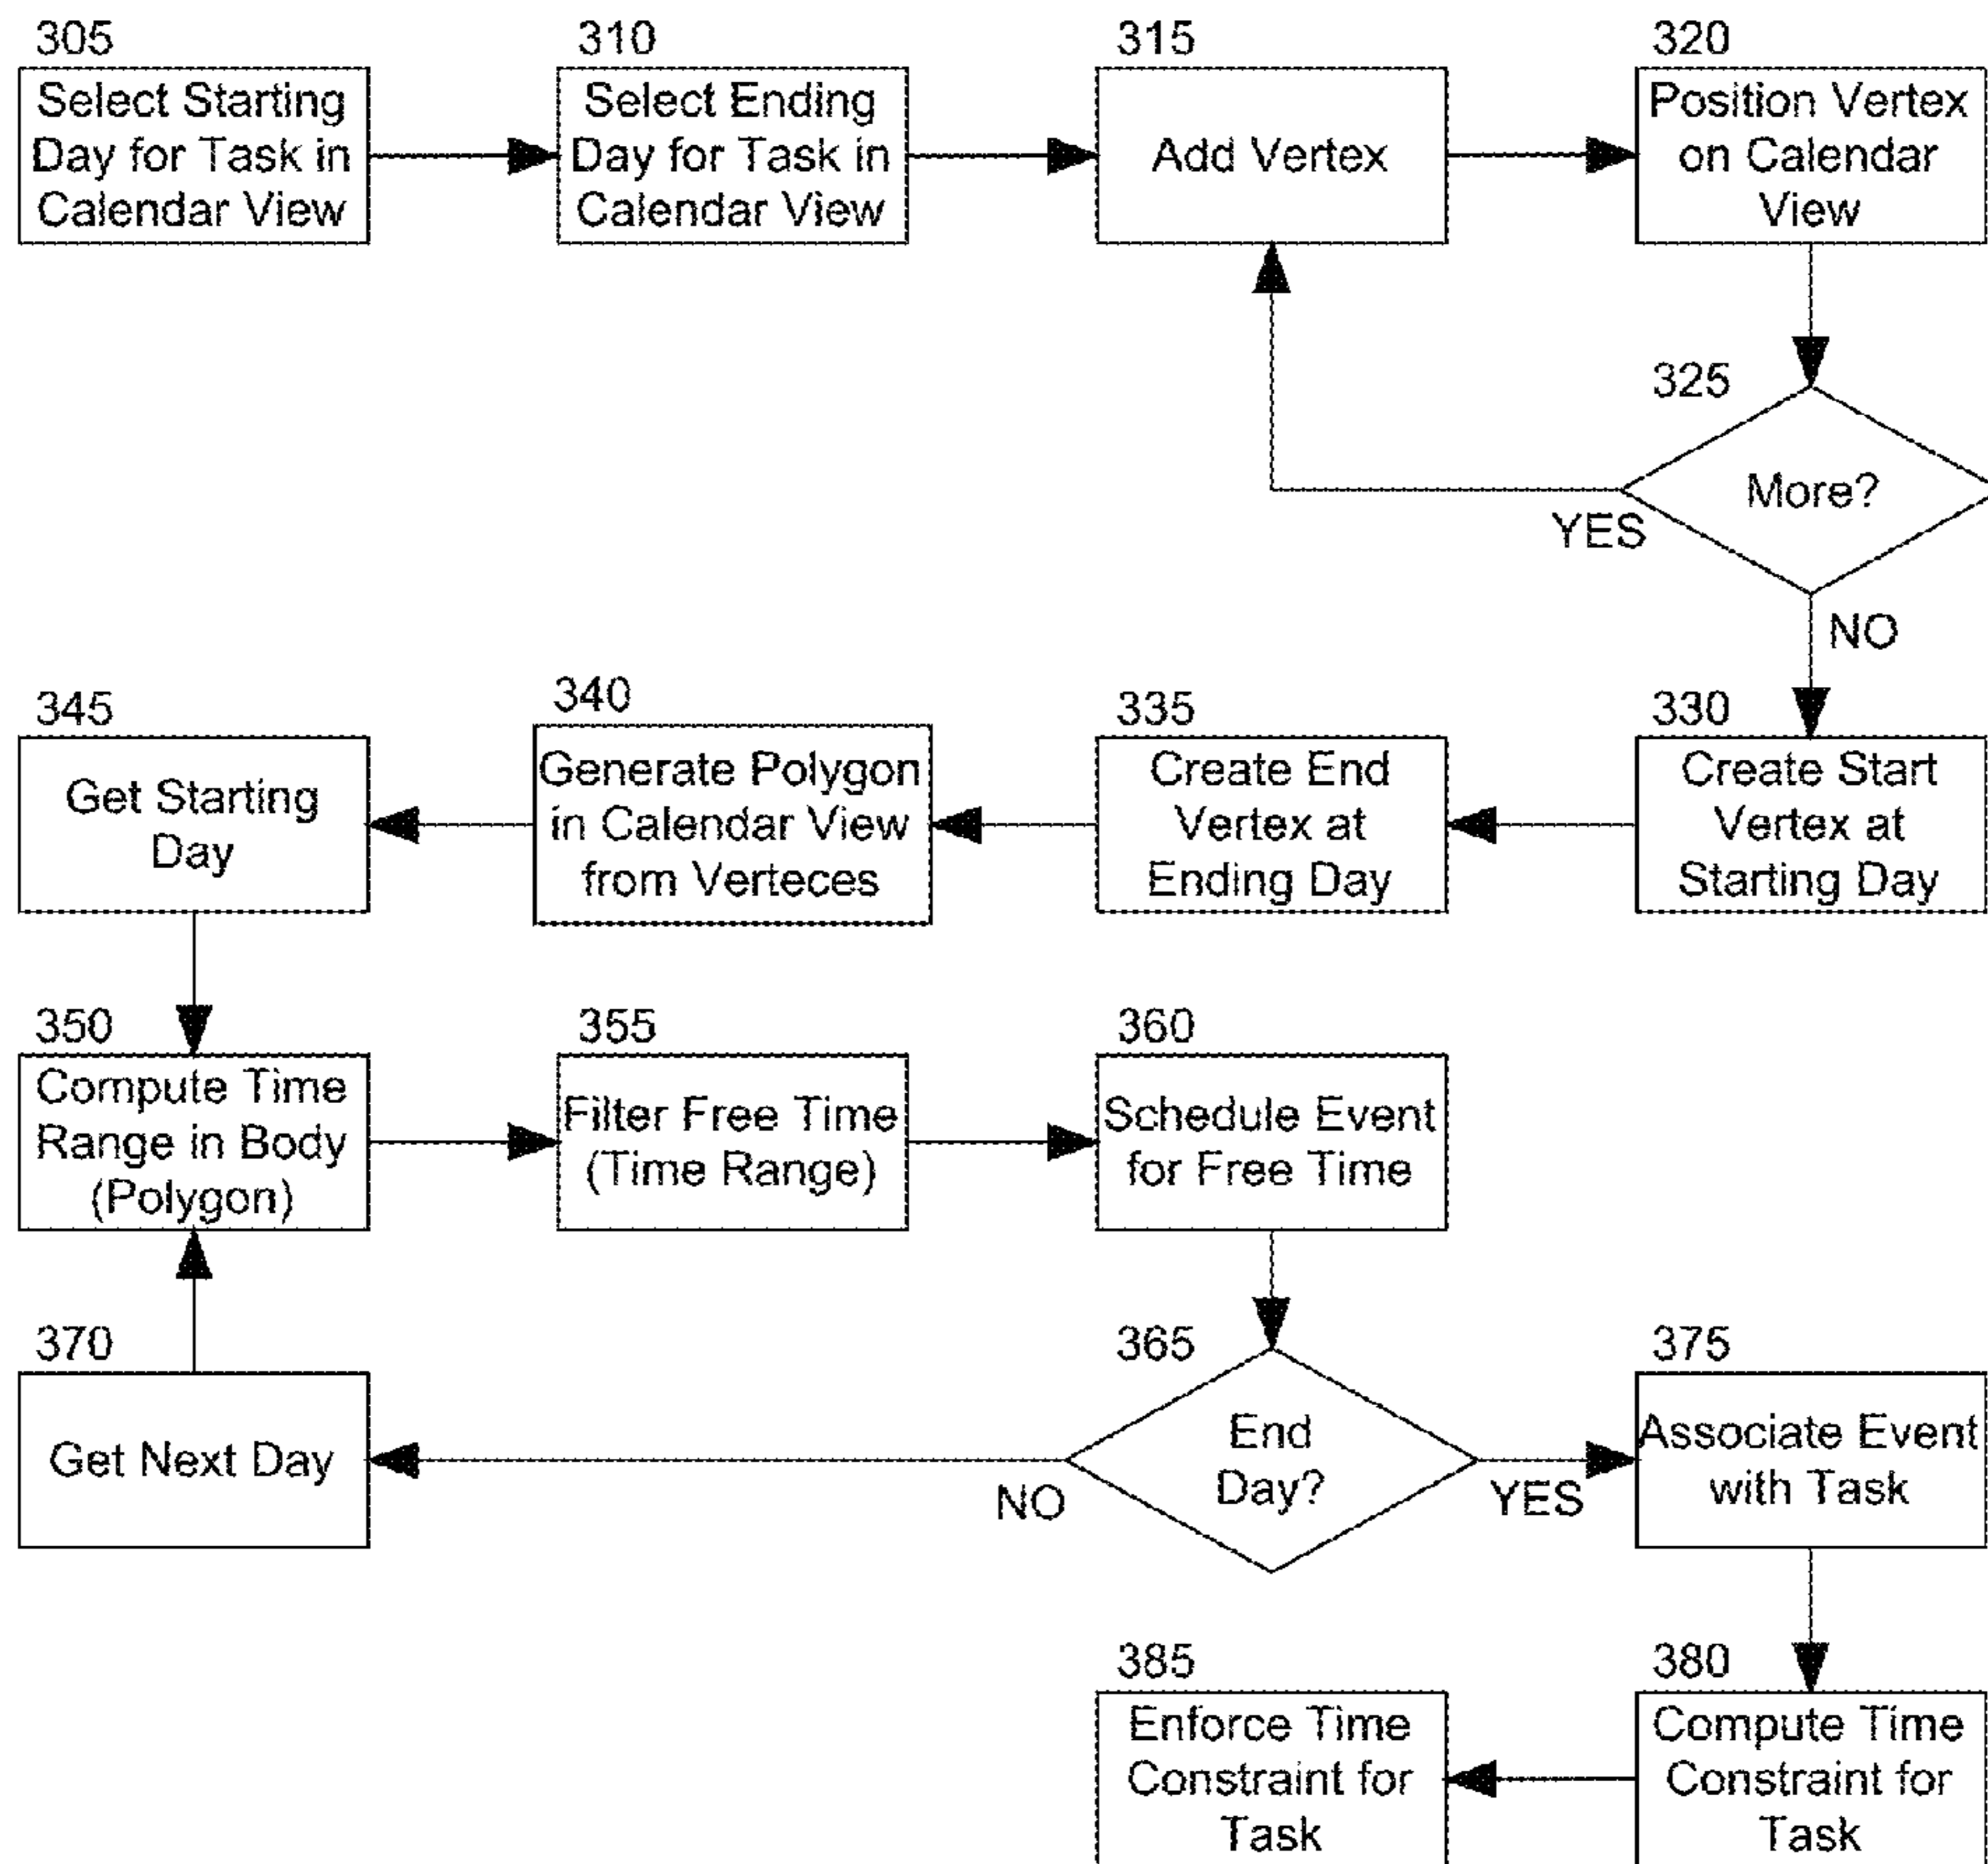 305
Select Starting
Day for Task in
Calendar View
310
Select Ending
Day for Task in
Calendar View
315
Add Vertex
320
Position Vertex
on Calendar
View
325
More?
YES
NO
330
Create Start
Vertex at
Starting Day
335
Create End
Vertex at
Ending Day
340
Generate Polygon
in Calendar View
from Verteces
345
Get Starting
Day
350
Compute Time
Range in Body
(Polygon)
355
Filter Free Time
(Time Range)
360
Schedule Event
for Free Time
365
End
Day?
NO
YES
370
Get Next Day
375
Associate Event
with Task
380
Compute Time
Constraint for
Task
385
Enforce Time
Constraint for
Task